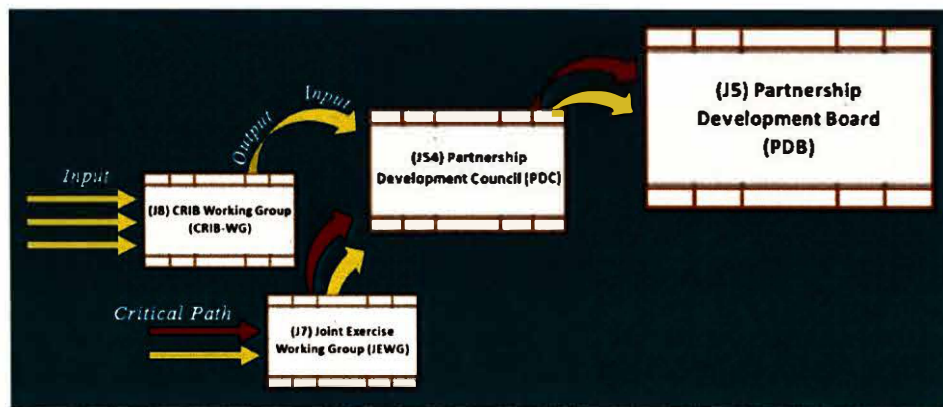 (J5) Partnership
Development Board
(PDB)
Input
Output
(J54) Partnership
Development Council (PDC)
Input
(J8) CRIB Working Group
(CRIB-WG)
Critical Path
(J7) Joint Exercise
Working Group (JEWG)